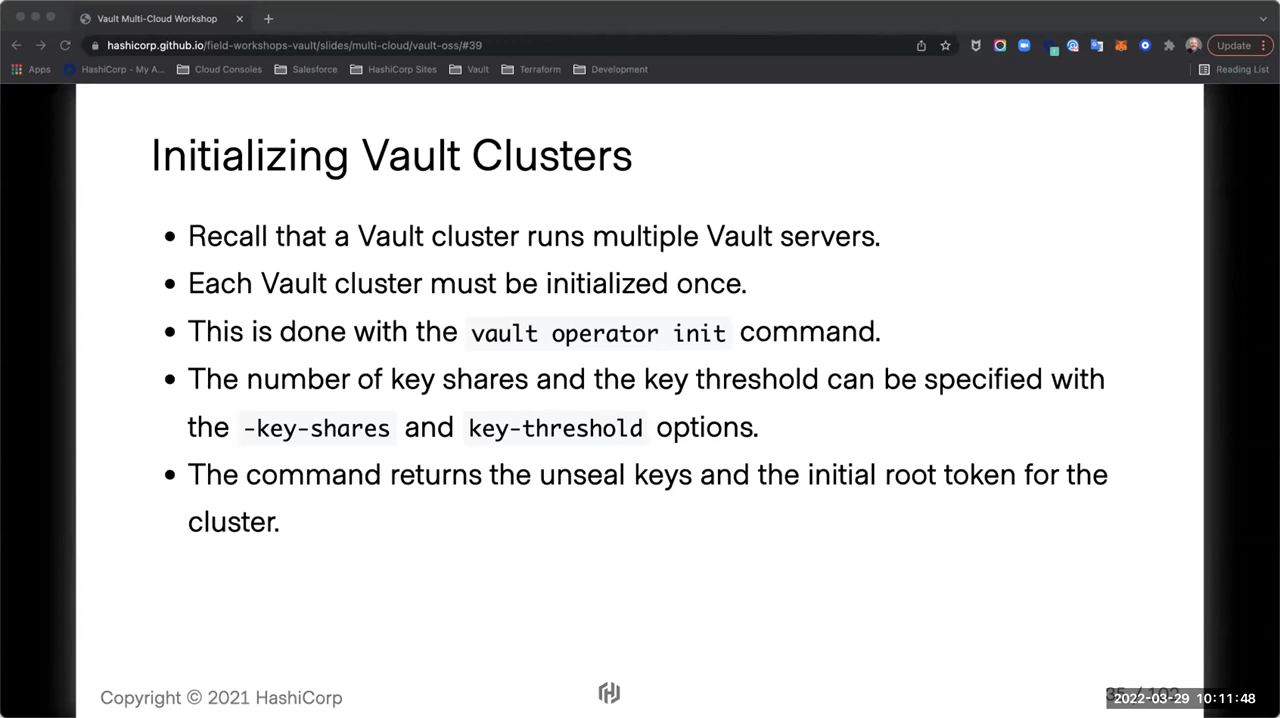 Vault Multi-Cloud Workshop
hashicorp.github.io/field-workshops-vault/slides/multi-cloud/vault-oss/#39
Update
Apps HashiCorp - My A... Cloud Consoles Salesforce HashiCorp Sites Vault Terraform Development Reading List
Initializing Vault Clusters
• Recall that a Vault cluster runs multiple Vault servers.
• Each Vault cluster must be initialized once.
• This is done with the vault operator init command.
• The number of key shares and the key threshold can be specified with
the -key-shares and key-threshold options.
• The command returns the unseal keys and the initial root token for the
cluster.
Copyright © 2021 HashiCorp
2022-03-29 10:11:48